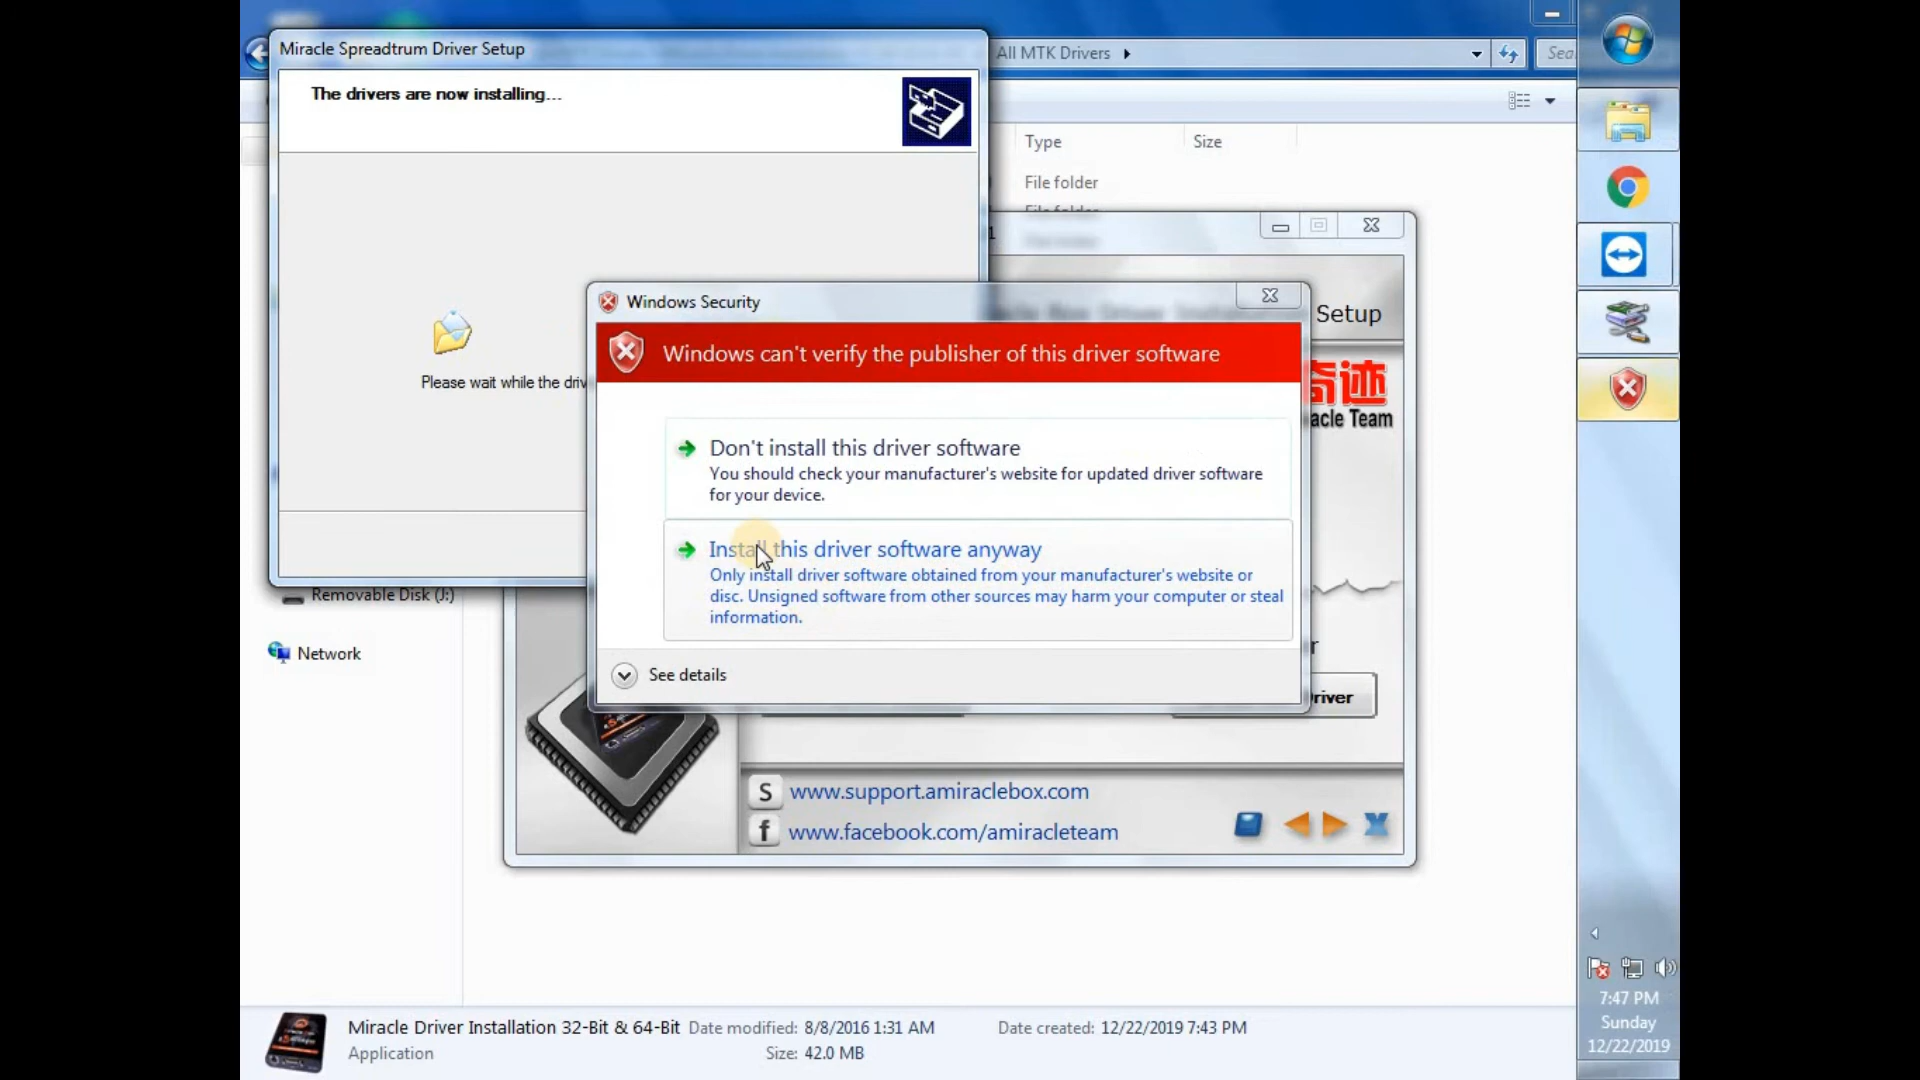 Miracle Spreadtrum Driver Setup
All MTK Drivers
The drivers are now installing...
Type
Size
File folder
File folder
1
Windows Security
Setup
Windows can't verify the publisher of this driver software
奇迹
acle Team
Please wait while the driv
Don't install this driver software
You should check your manufacturer's website for updated driver software
for your device.
Install this driver software anyway
Only install driver software obtained from your manufacturer's website or
disc. Unsigned software from other sources may harm your computer or steal
information.
Removable Disk (J:)
Network
See details
river
S www.support.amiraclebox.com
f www.facebook.com/amiracleteam
7:47 PM
Sunday
12/22/2019
Miracle Driver Installation 32-Bit & 64-Bit Date modified: 8/8/2016 1:31 AM Date created: 12/22/2019 7:43 PM
Application Size: 42.0 MB